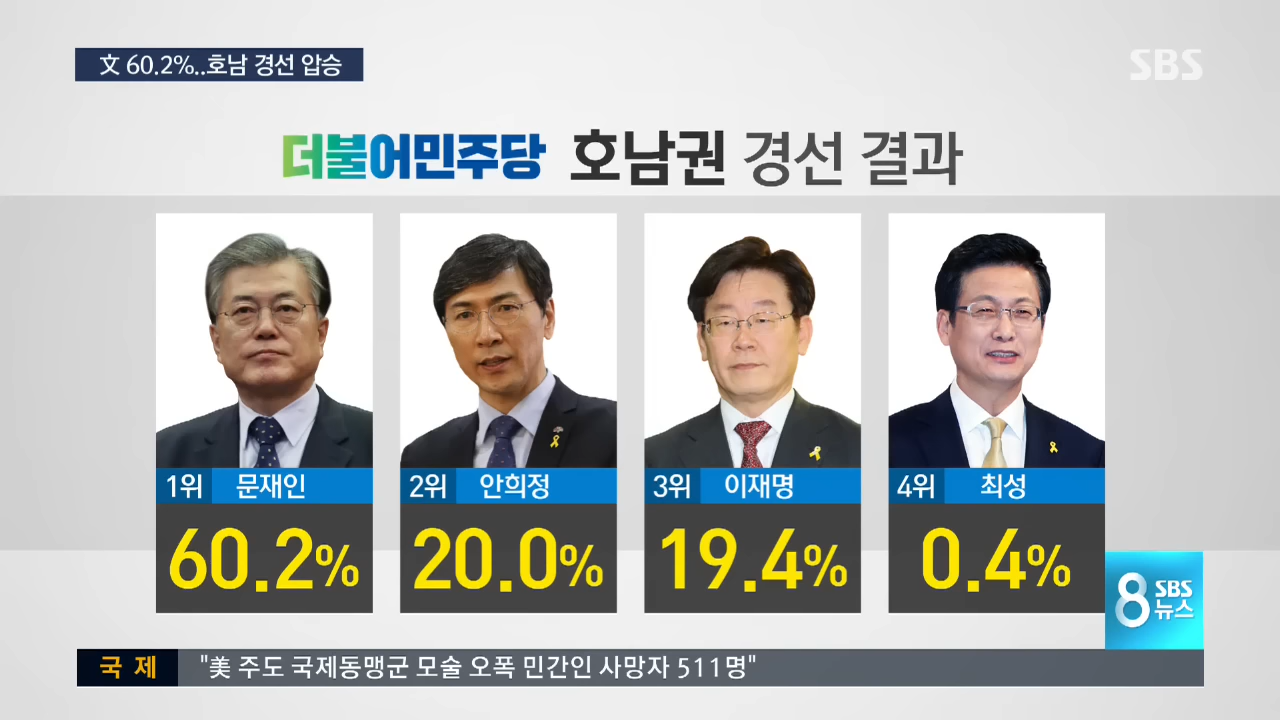 文 60.2%..호남 경선 압승
SBS
더불어민주당 호남권 경선 결과
1위 문재인
60.2%
2위 안희정
20.0%
3위 이재명
19.4%
4위 최성
0.4%
8 SBS 뉴스
국제 "美 주도 국제동맹군 모술 오폭 민간인 사망자 511명"